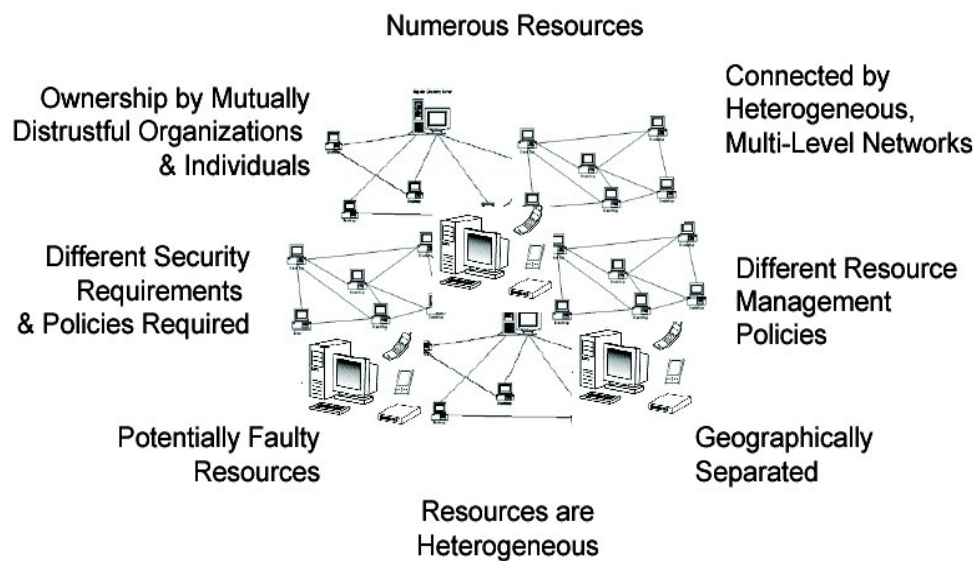 Numerous Resources
Ownership by Mutually
Distrustful Organizations
& Individuals
Connected by
Heterogeneous,
Multi-Level Networks
Different Security
Requirements
& Policies Required
Different Resource
Management
Policies
Potentially Faulty
Resources
Geographically
Separated
Resources are
Heterogeneous